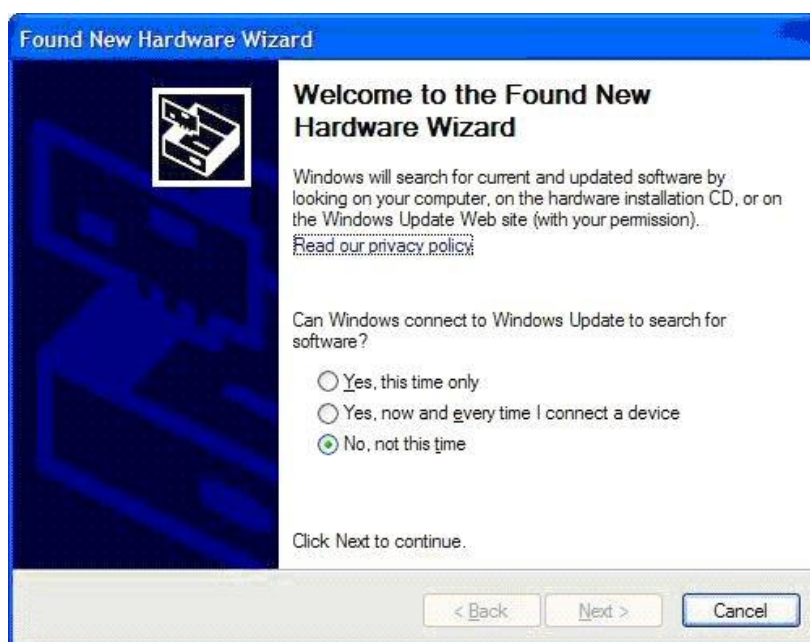 Found New Hardware Wizard
Welcome to the Found New
Hardware Wizard
Windows will search for current and updated software by
looking on your computer, on the hardware installation CD, or on
the Windows Update Web site (with your permission).
Read our privacy policy
Can Windows connect to Windows Update to search for
software?
Yes, this time only
Yes, now and every time I connect a device
No, not this time
Click Next to continue.
< Back Next > Cancel